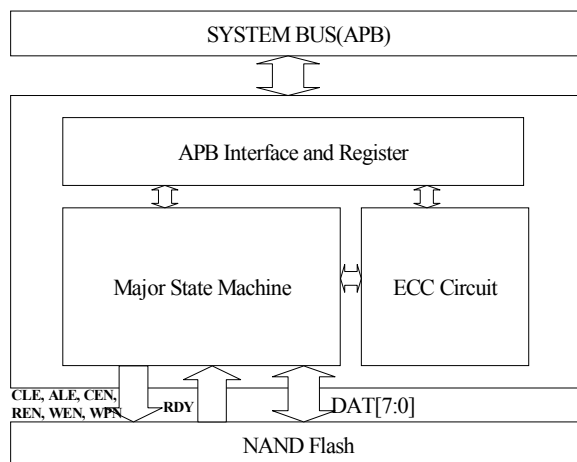 SYSTEM BUS(APB)
APB Interface and Register
Major State Machine
ECC Circuit
CLE, ALE, CEN,
REN, WEN, WPN
RDY
DAT[7:0]
NAND Flash